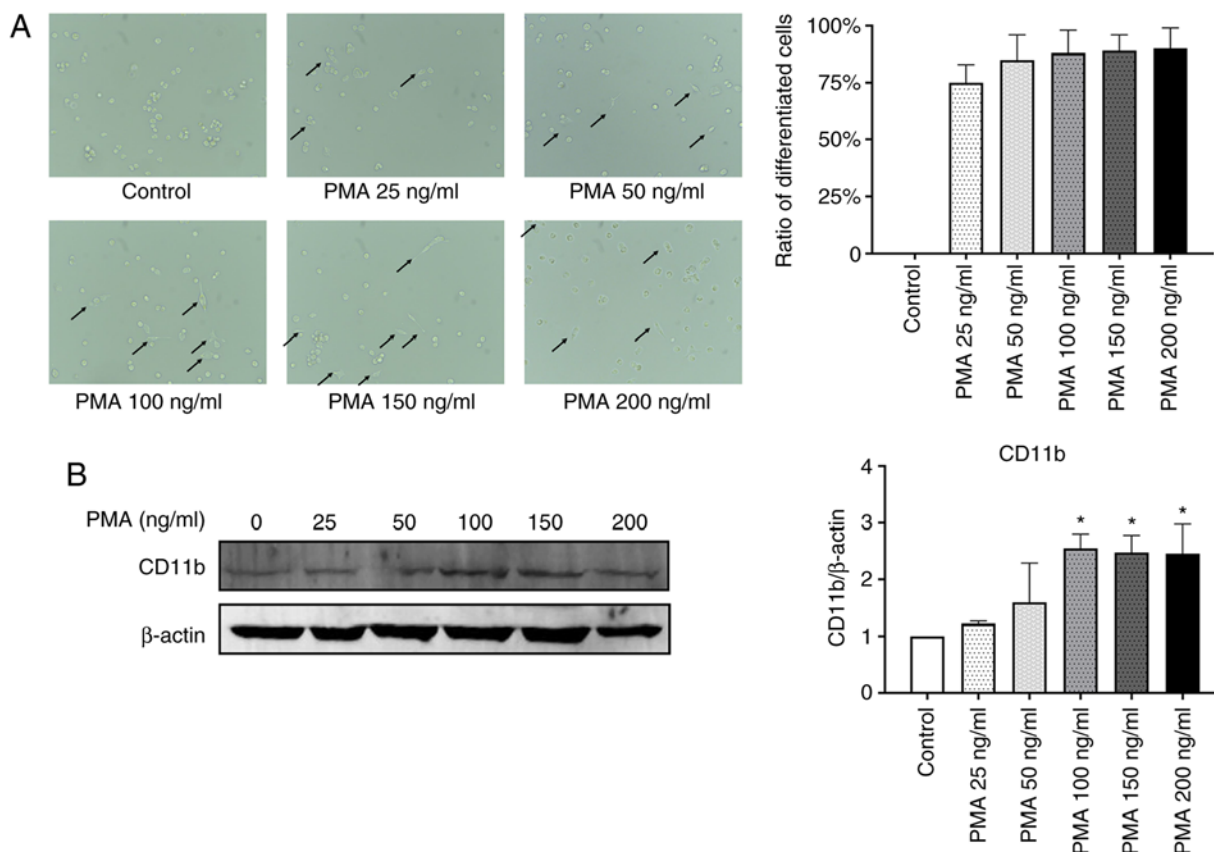 A
Control
PMA 25 ng/ml
PMA 50 ng/ml
PMA 100 ng/ml
PMA 150 ng/ml
PMA 200 ng/ml
Ratio of differentiated cells
100%
75%
50%
25%
0
Control
PMA 25 ng/ml
PMA 50 ng/ml
PMA 100 ng/ml
PMA 150 ng/ml
PMA 200 ng/ml
B
PMA (ng/ml) 0 25 50 100 150 200
CD11b
β-actin
CD11b
CD11b/β-actin
4
3
2
1
0
* * *
Control
PMA 25 ng/ml
PMA 50 ng/ml
PMA 100 ng/ml
PMA 150 ng/ml
PMA 200 ng/ml